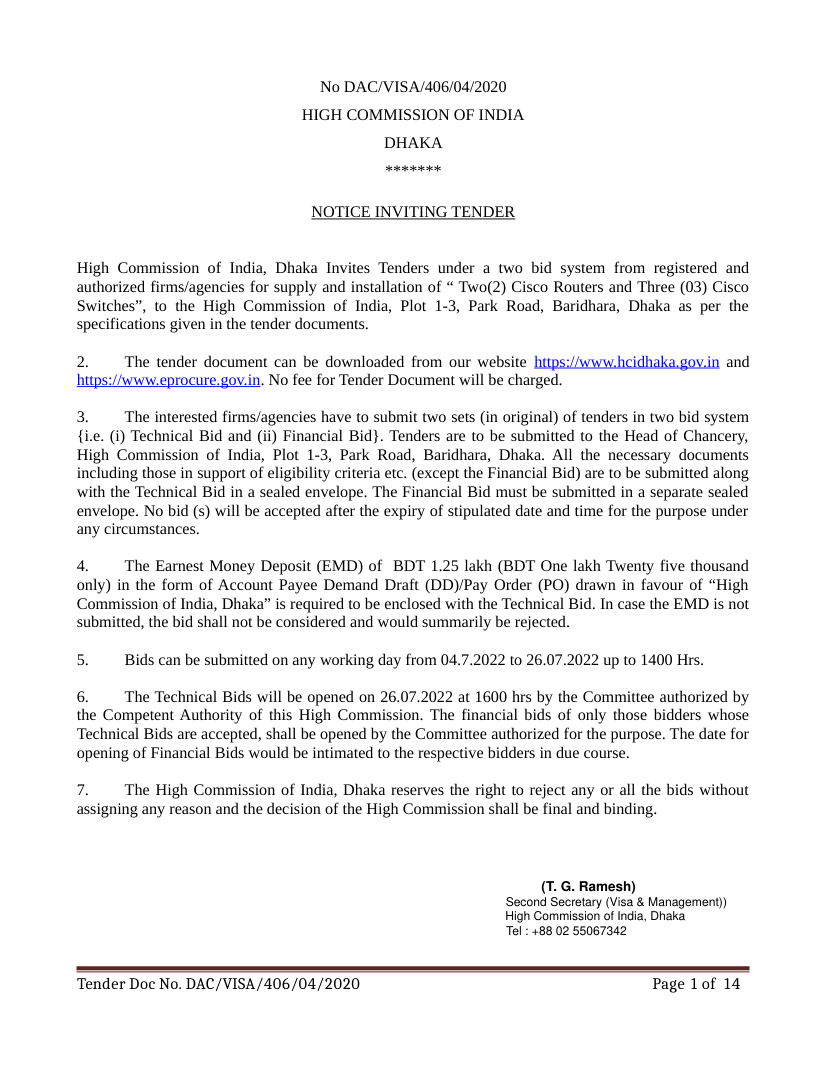 No DAC/VISA/406/04/2020
HIGH COMMISSION OF INDIA
DHAKA
*******
NOTICE INVITING TENDER
High Commission of India, Dhaka Invites Tenders under a two bid system from registered and
authorized firms/agencies for supply and installation of “ Two(2) Cisco Routers and Three (03) Cisco
Switches”, to the High Commission of India, Plot 1-3, Park Road, Baridhara, Dhaka as per the
specifications given in the tender documents.
2. The tender document can be downloaded from our website https://www.hcidhaka.gov.in and
https://www.eprocure.gov.in. No fee for Tender Document will be charged.
3. The interested firms/agencies have to submit two sets (in original) of tenders in two bid system
{i.e. (i) Technical Bid and (ii) Financial Bid}. Tenders are to be submitted to the Head of Chancery,
High Commission of India, Plot 1-3, Park Road, Baridhara, Dhaka. All the necessary documents
including those in support of eligibility criteria etc. (except the Financial Bid) are to be submitted along
with the Technical Bid in a sealed envelope. The Financial Bid must be submitted in a separate sealed
envelope. No bid (s) will be accepted after the expiry of stipulated date and time for the purpose under
any circumstances.
4. The Earnest Money Deposit (EMD) of BDT 1.25 lakh (BDT One lakh Twenty five thousand
only) in the form of Account Payee Demand Draft (DD)/Pay Order (PO) drawn in favour of “High
Commission of India, Dhaka” is required to be enclosed with the Technical Bid. In case the EMD is not
submitted, the bid shall not be considered and would summarily be rejected.
5. Bids can be submitted on any working day from 04.7.2022 to 26.07.2022 up to 1400 Hrs.
6. The Technical Bids will be opened on 26.07.2022 at 1600 hrs by the Committee authorized by
the Competent Authority of this High Commission. The financial bids of only those bidders whose
Technical Bids are accepted, shall be opened by the Committee authorized for the purpose. The date for
opening of Financial Bids would be intimated to the respective bidders in due course.
7. The High Commission of India, Dhaka reserves the right to reject any or all the bids without
assigning any reason and the decision of the High Commission shall be final and binding.
(T. G. Ramesh)
Second Secretary (Visa & Management))
High Commission of India, Dhaka
Tel : +88 02 55067342
Tender Doc No. DAC/VISA/406/04/2020 Page 1 of 14